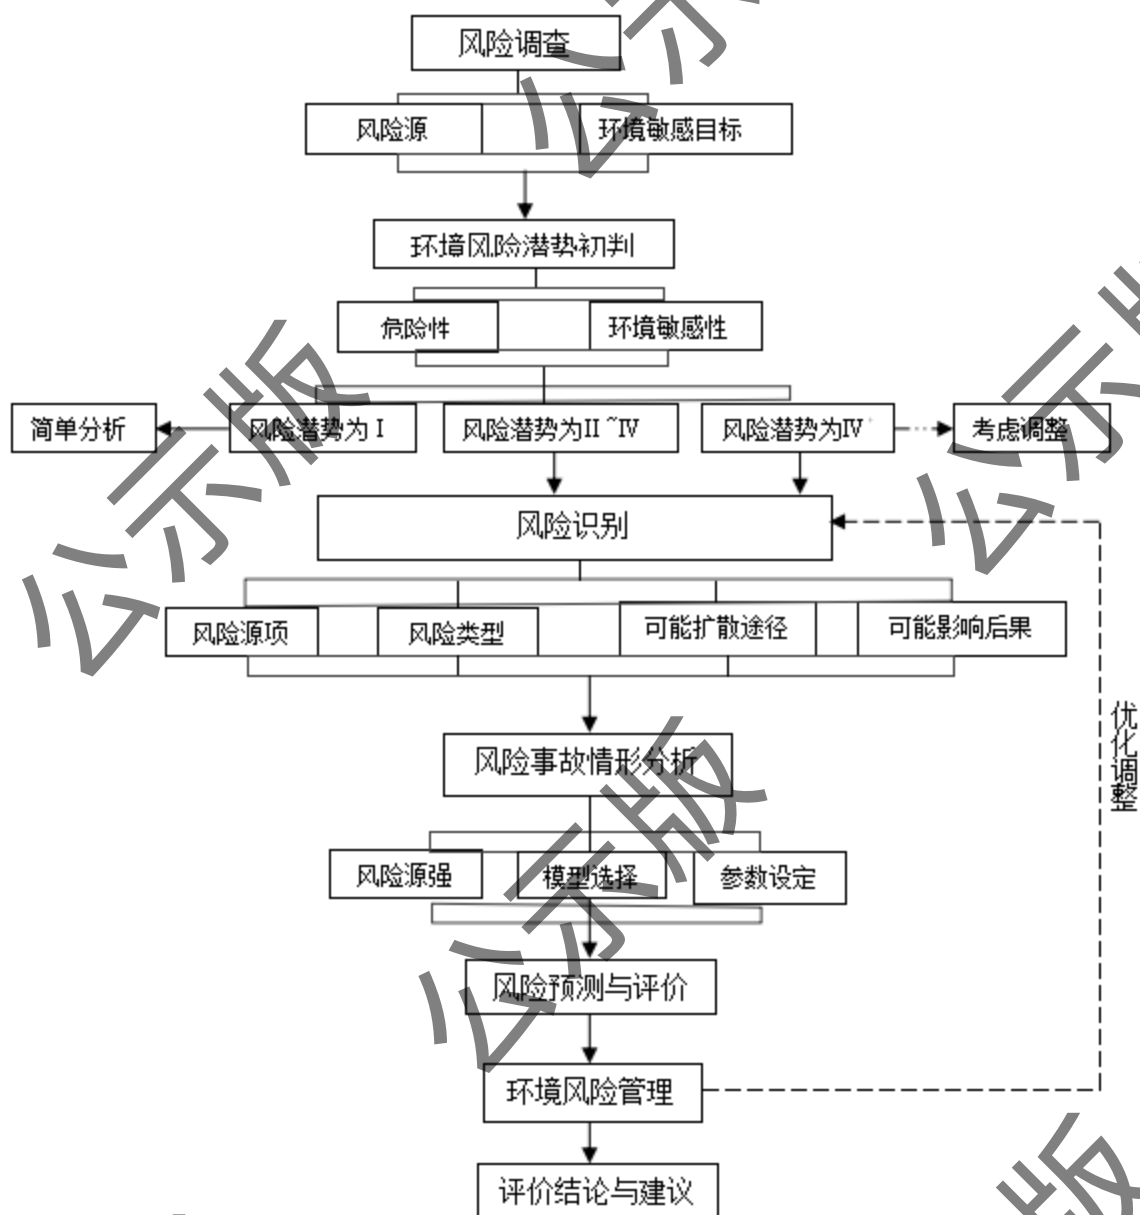 风险调查
风险源
环境敏感目标
环境风险潜势初判
危险性
环境敏感性
简单分析
风险潜势为 I
风险潜势为II ~IV
风险潜势为IV
考虑调整
风险识别
风险源项
风险类型
可能扩散途径
可能影响后果
优化调整
风险事故情形分析
风险源强
模型选择
参数设定
风险预测与评价
环境风险管理
评价结论与建议
公示版
公示版
公示版
公示
版